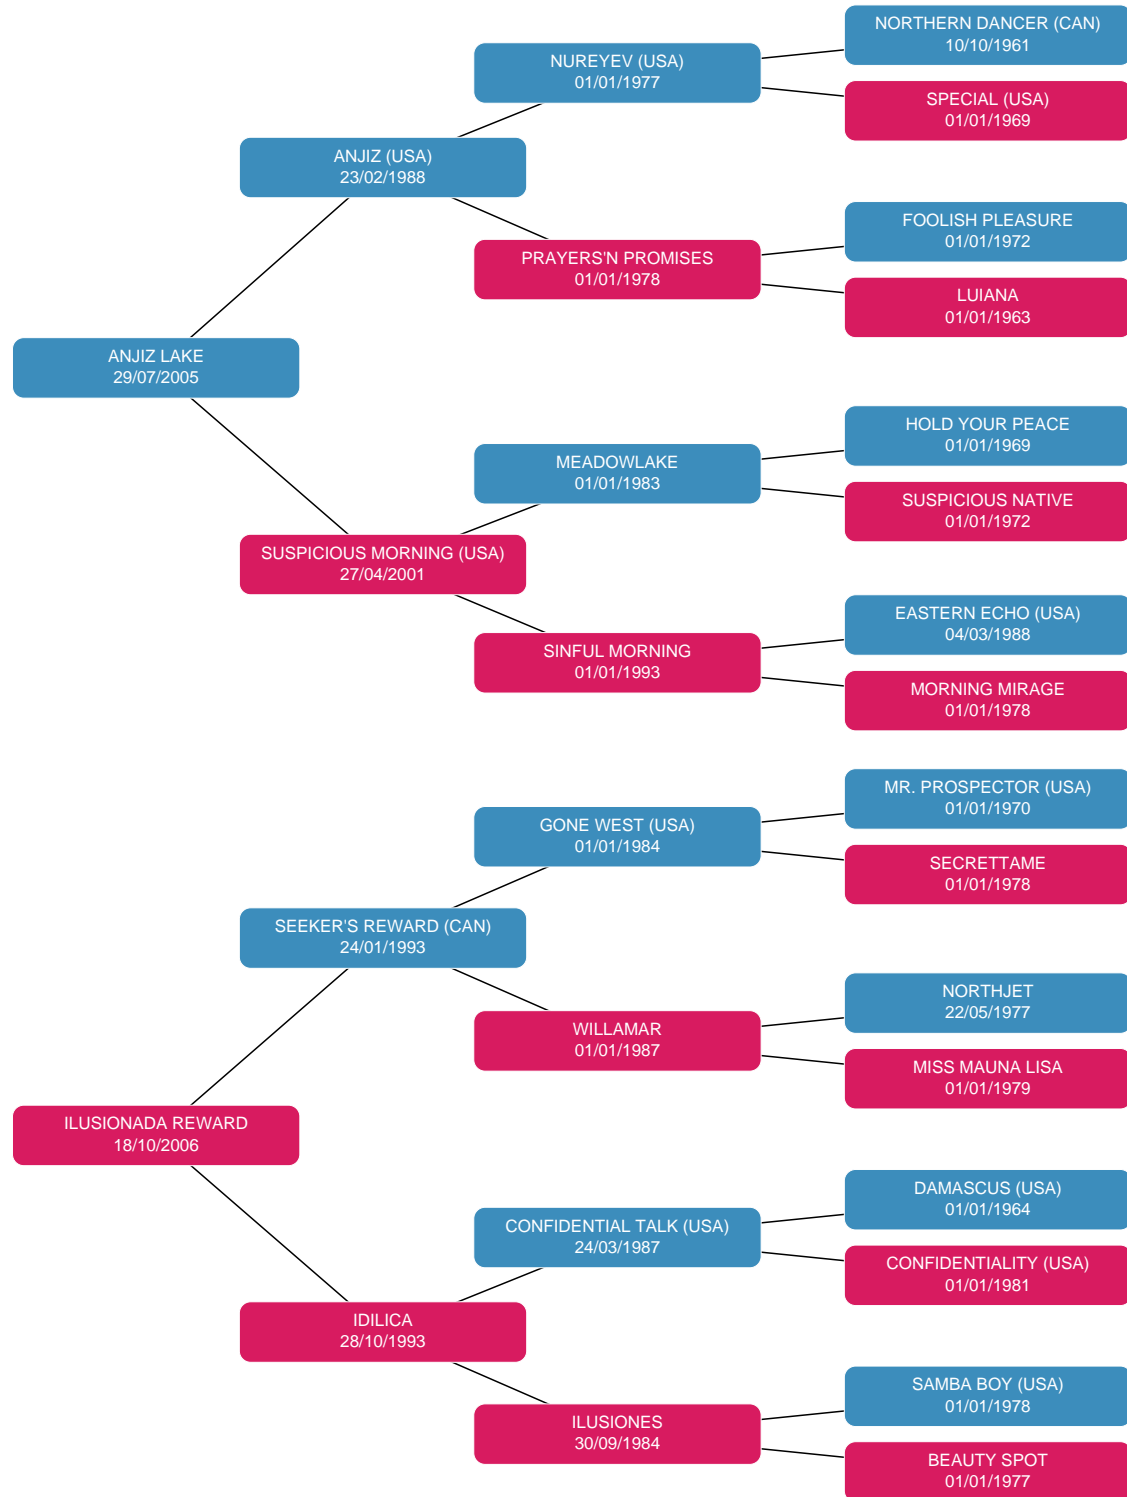 NORTHERN DANCER (CAN)
10/10/1961
NUREYEV (USA)
01/01/1977
SPECIAL (USA)
01/01/1969
ANJIZ (USA)
23/02/1988
FOOLISH PLEASURE
01/01/1972
PRAYERS'N PROMISES
01/01/1978
LUIANA
01/01/1963
ANJIZ LAKE
29/07/2005
HOLD YOUR PEACE
01/01/1969
MEADOWLAKE
01/01/1983
SUSPICIOUS NATIVE
01/01/1972
SUSPICIOUS MORNING (USA)
27/04/2001
EASTERN ECHO (USA)
04/03/1988
SINFUL MORNING
01/01/1993
MORNING MIRAGE
01/01/1978
MR. PROSPECTOR (USA)
01/01/1970
GONE WEST (USA)
01/01/1984
SECRETTAME
01/01/1978
SEEKER'S REWARD (CAN)
24/01/1993
NORTHJET
22/05/1977
WILLAMAR
01/01/1987
MISS MAUNA LISA
01/01/1979
ILUSIONADA REWARD
18/10/2006
DAMASCUS (USA)
01/01/1964
CONFIDENTIAL TALK (USA)
24/03/1987
CONFIDENTIALITY (USA)
01/01/1981
IDILICA
28/10/1993
SAMBA BOY (USA)
01/01/1978
ILUSIONES
30/09/1984
BEAUTY SPOT
01/01/1977